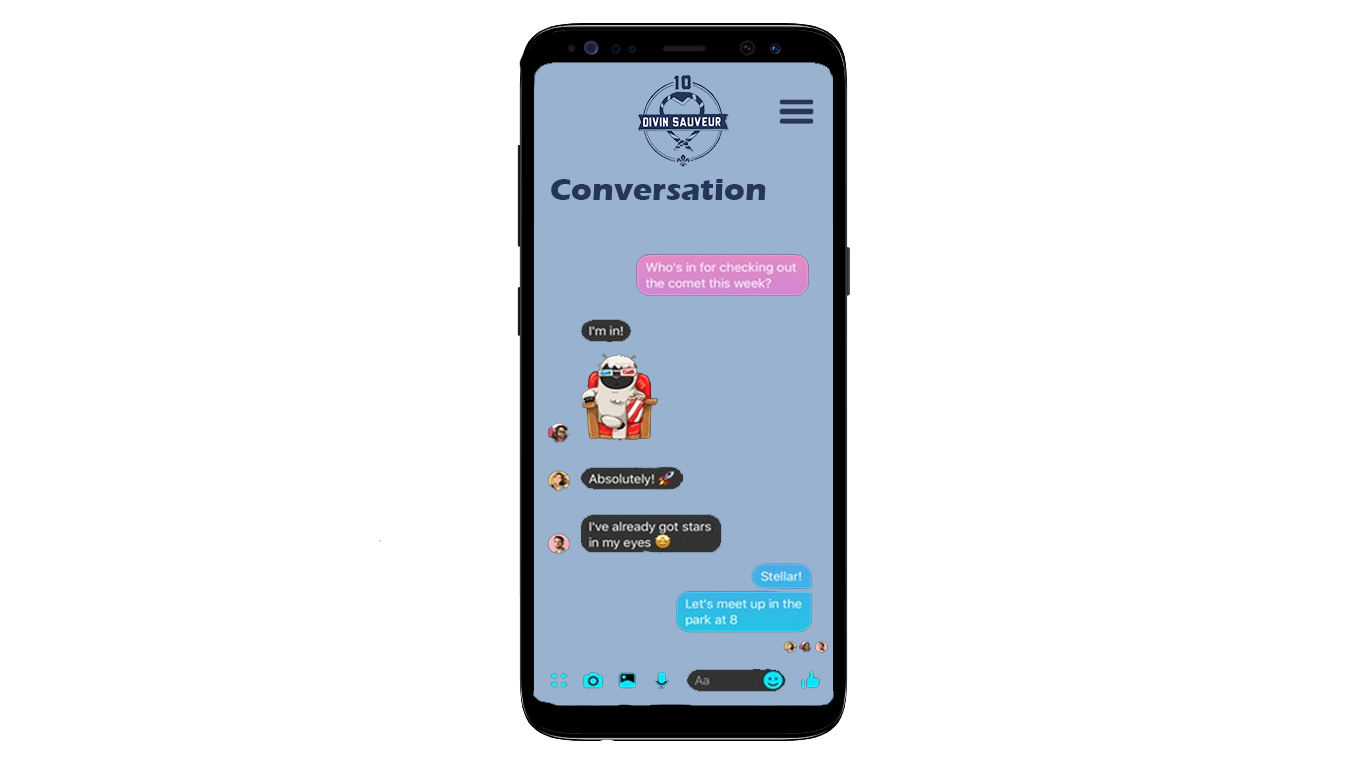 10
DIVIN SAUVEUR
Conversation
Who's in for checking out
the comet this week?
I'm in!
Absolutely! 🚀
I've already got stars
in my eyes 🤩
Stellar!
Let's meet up in the
park at 8
Aa